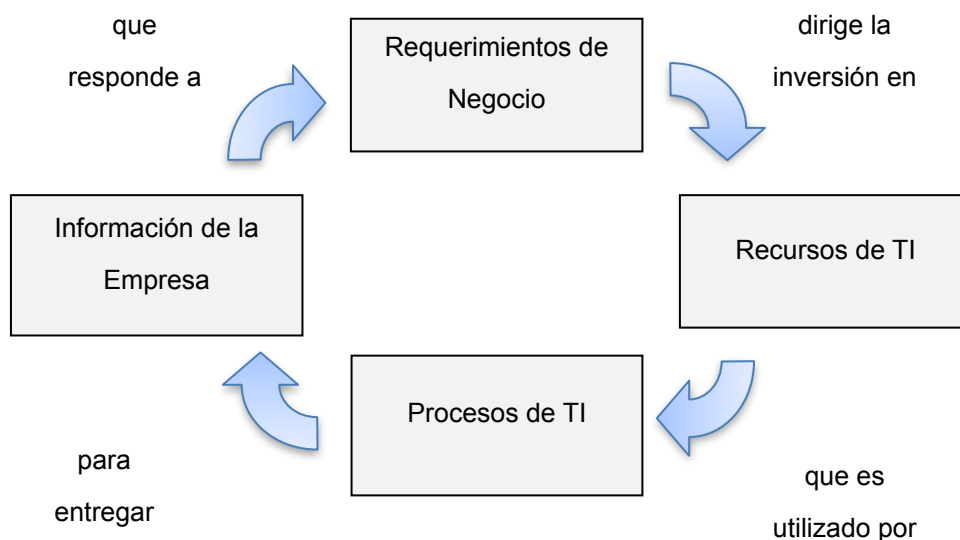 que
responde a
Requerimientos de
Negocio
dirige la
inversión en
Información de la
Empresa
Recursos de TI
Procesos de TI
para
entregar
que es
utilizado por